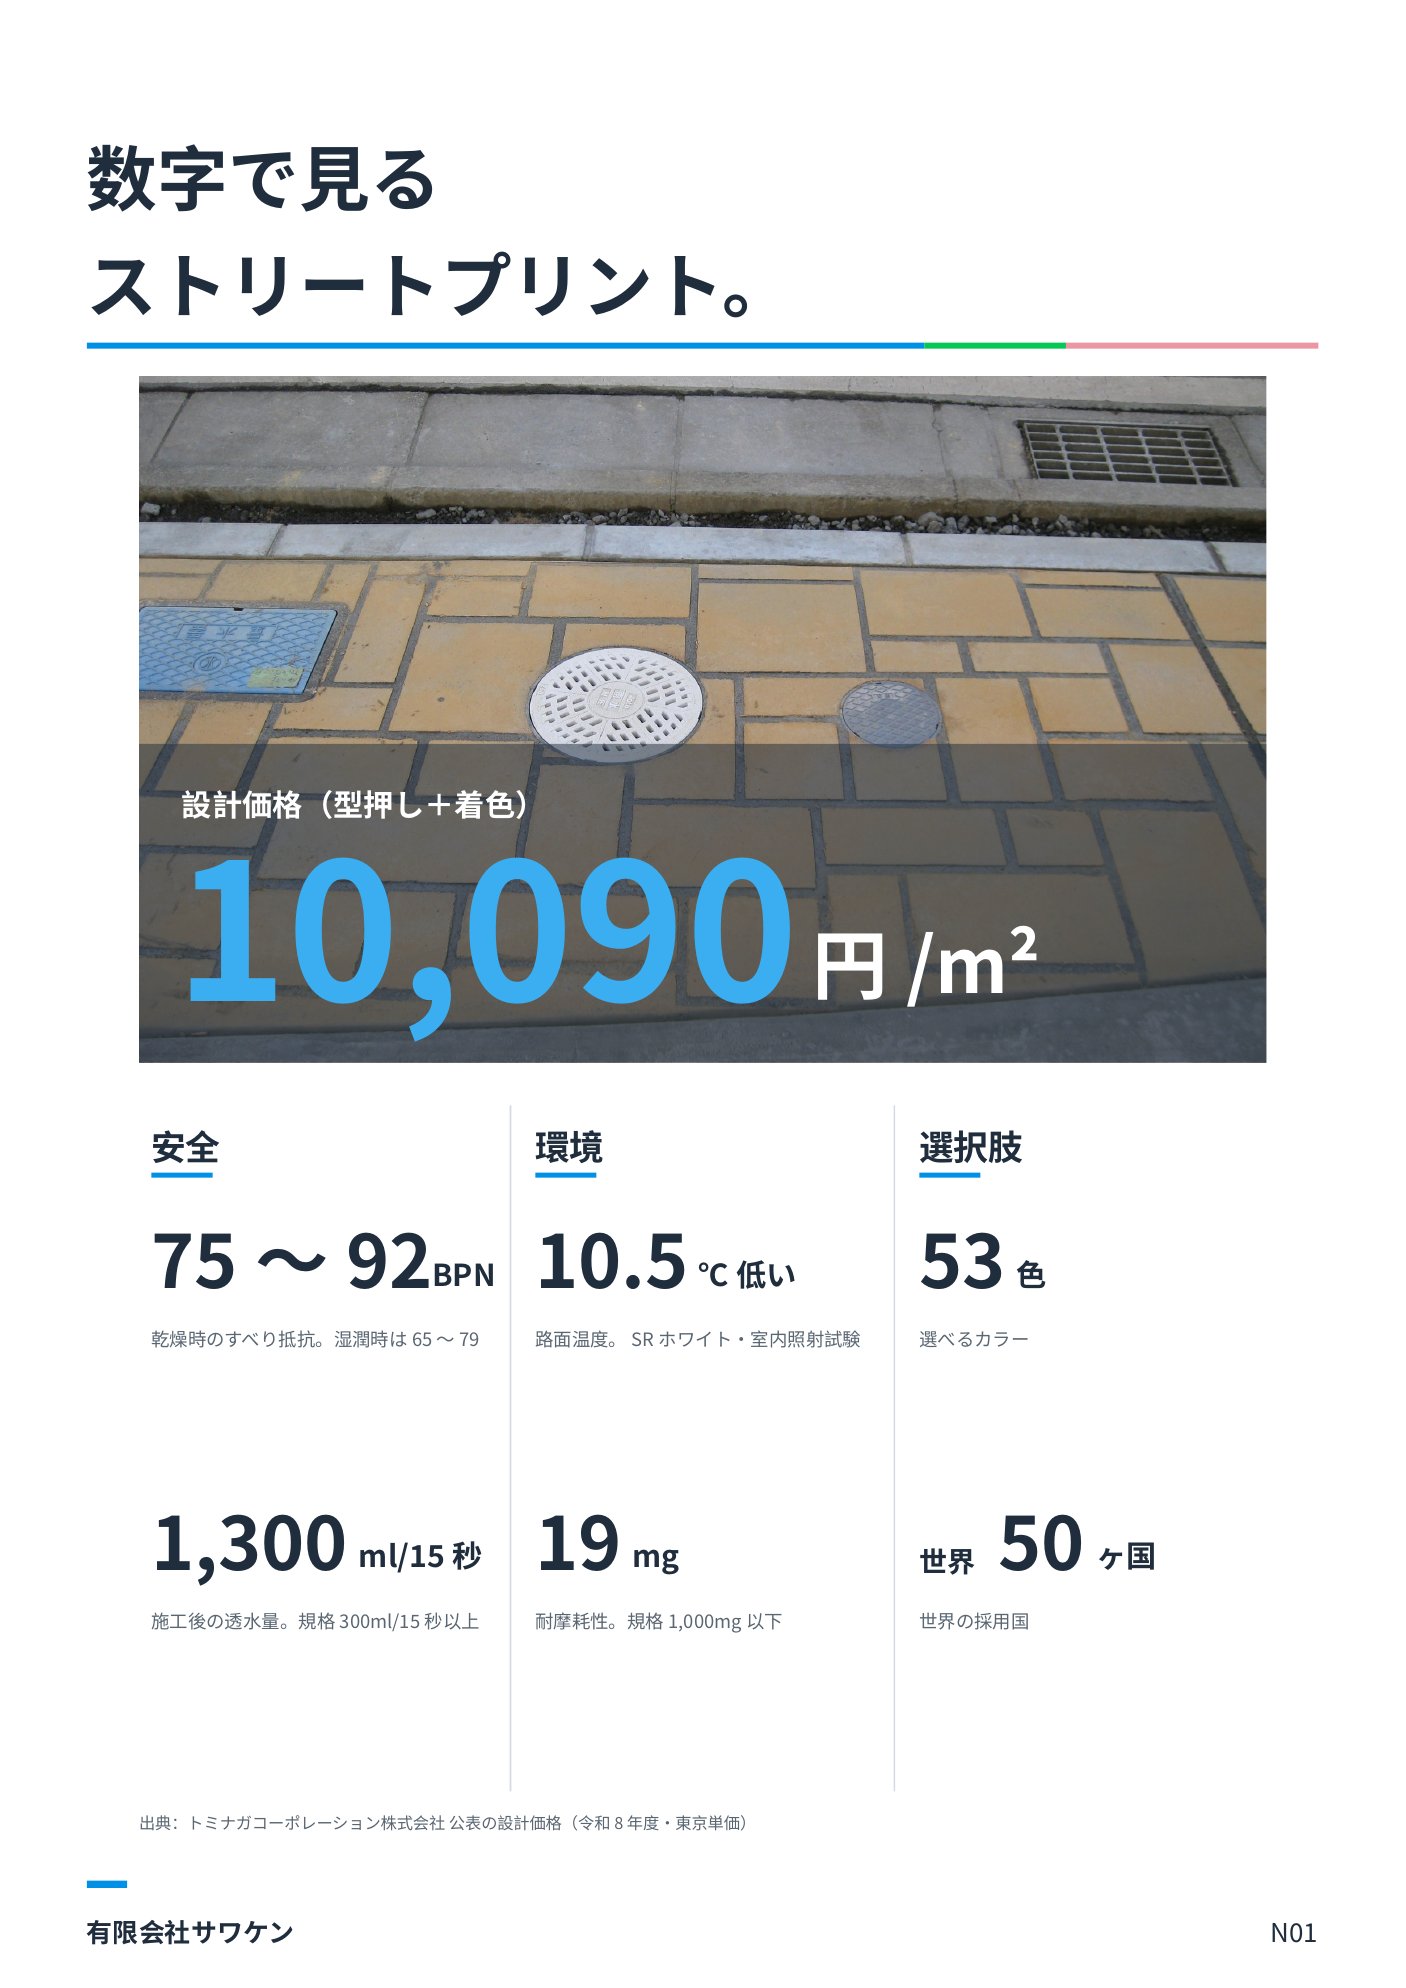 数字で見る
ストリートプリント。
設計価格（型押し＋着色）
10,090 円 /m²
安全
75 〜 92BPN
乾燥時のすべり抵抗。湿潤時は 65 〜 79
1,300 ml/15 秒
施工後の透水量。規格 300ml/15 秒以上
環境
10.5 ℃ 低い
路面温度。 SR ホワイト・室内照射試験
19 mg
耐摩耗性。規格 1,000mg 以下
選択肢
53 色
選べるカラー
世界 50 ヶ国
世界の採用国
出典：トミナガコーポレーション株式会社 公表の設計価格（令和 8 年度・東京単価）
有限会社サワケン
N01